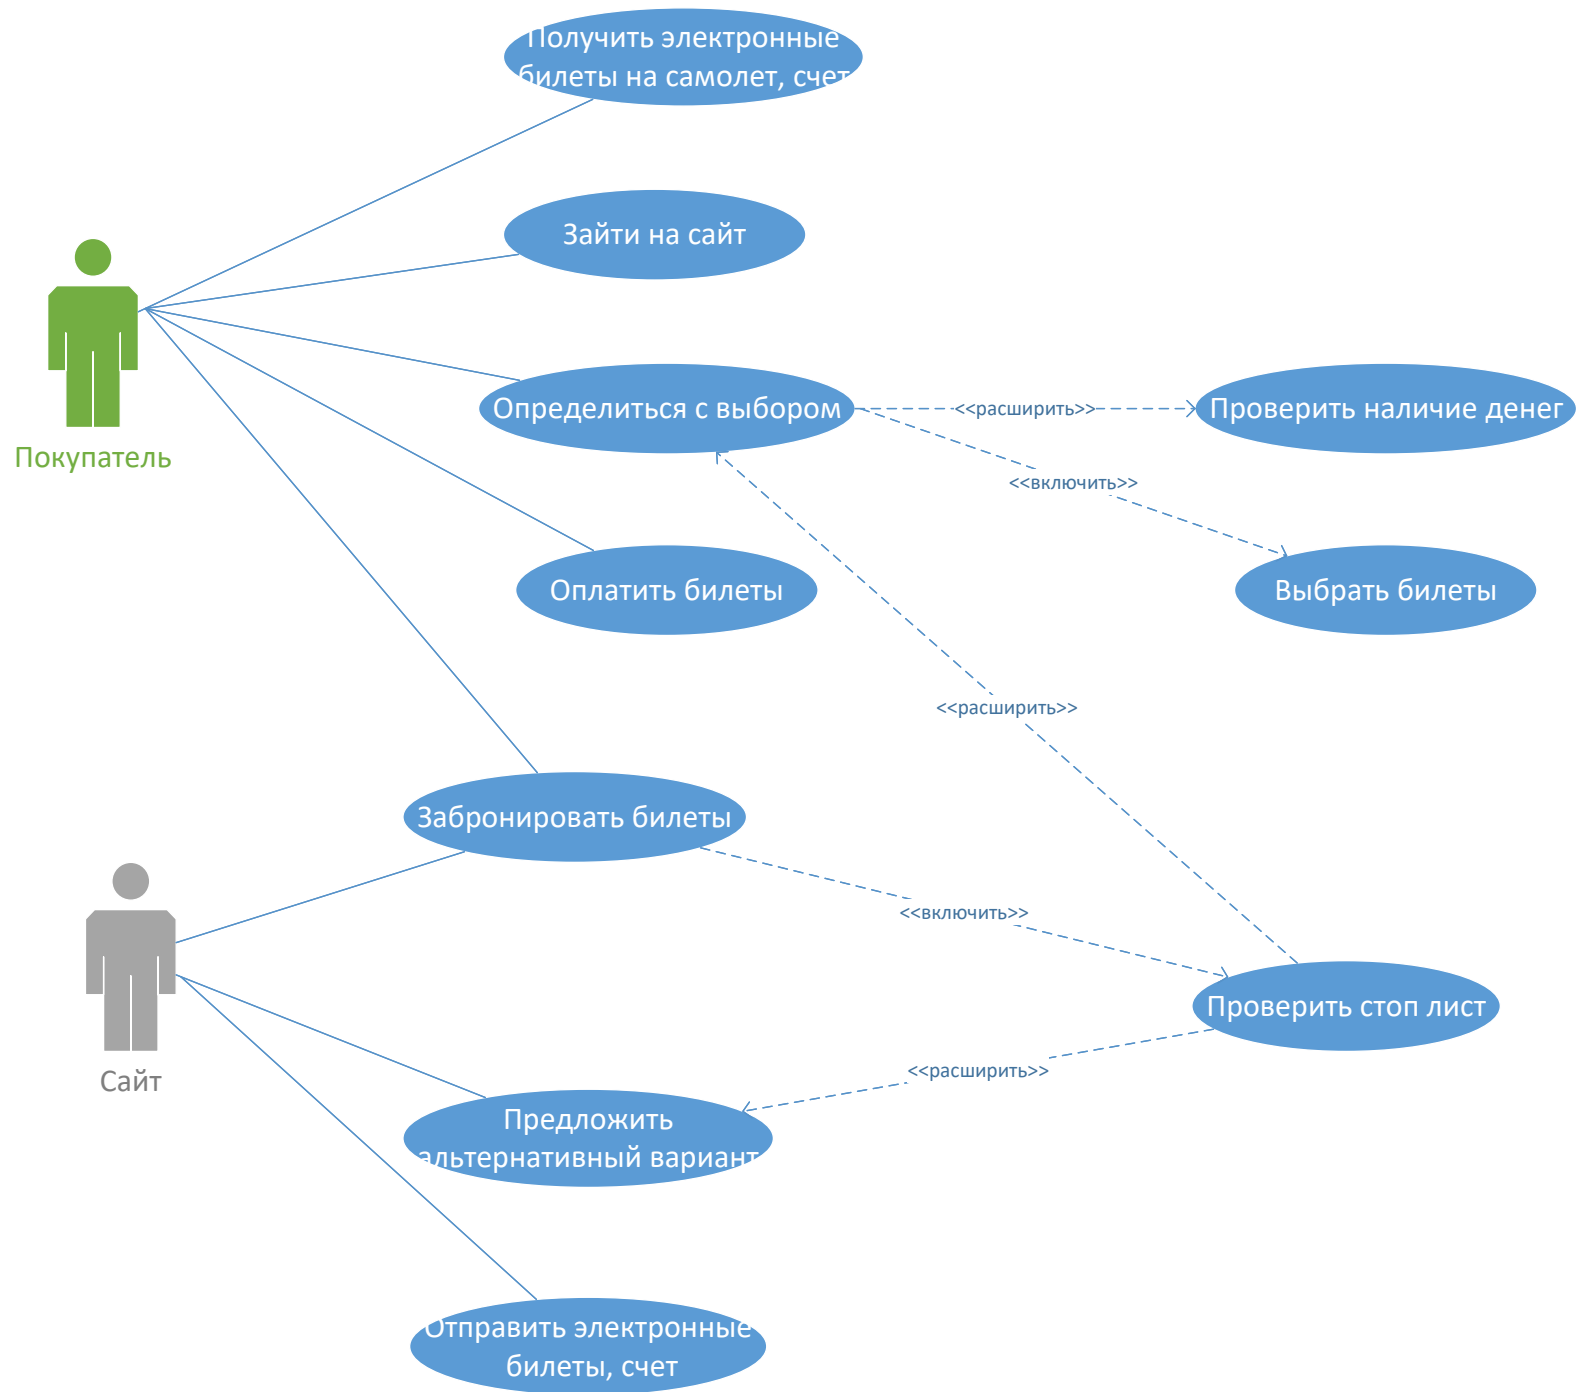 Получить электронные
билеты на самолет, счет
Зайти на сайт
Покупатель
Определиться с выбором
<<расширить>>
Проверить наличие денег
<<включить>>
Оплатить билеты
Выбрать билеты
<<расширить>>
Забронировать билеты
<<включить>>
Проверить стоп лист
Сайт
<<расширить>>
Предложить
альтернативный вариант
Отправить электронные
билеты, счет